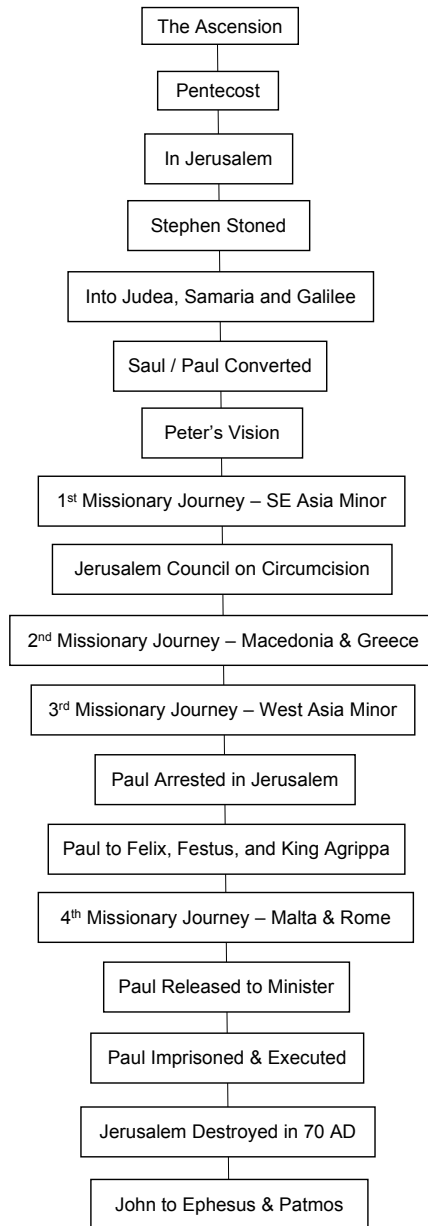 The Ascension
Pentecost
In Jerusalem
Stephen Stoned
Into Judea, Samaria and Galilee
Saul / Paul Converted
Peter’s Vision
1st Missionary Journey – SE Asia Minor
Jerusalem Council on Circumcision
2nd Missionary Journey – Macedonia & Greece
3rd Missionary Journey – West Asia Minor
Paul Arrested in Jerusalem
Paul to Felix, Festus, and King Agrippa
4th Missionary Journey – Malta & Rome
Paul Released to Minister
Paul Imprisoned & Executed
Jerusalem Destroyed in 70 AD
John to Ephesus & Patmos